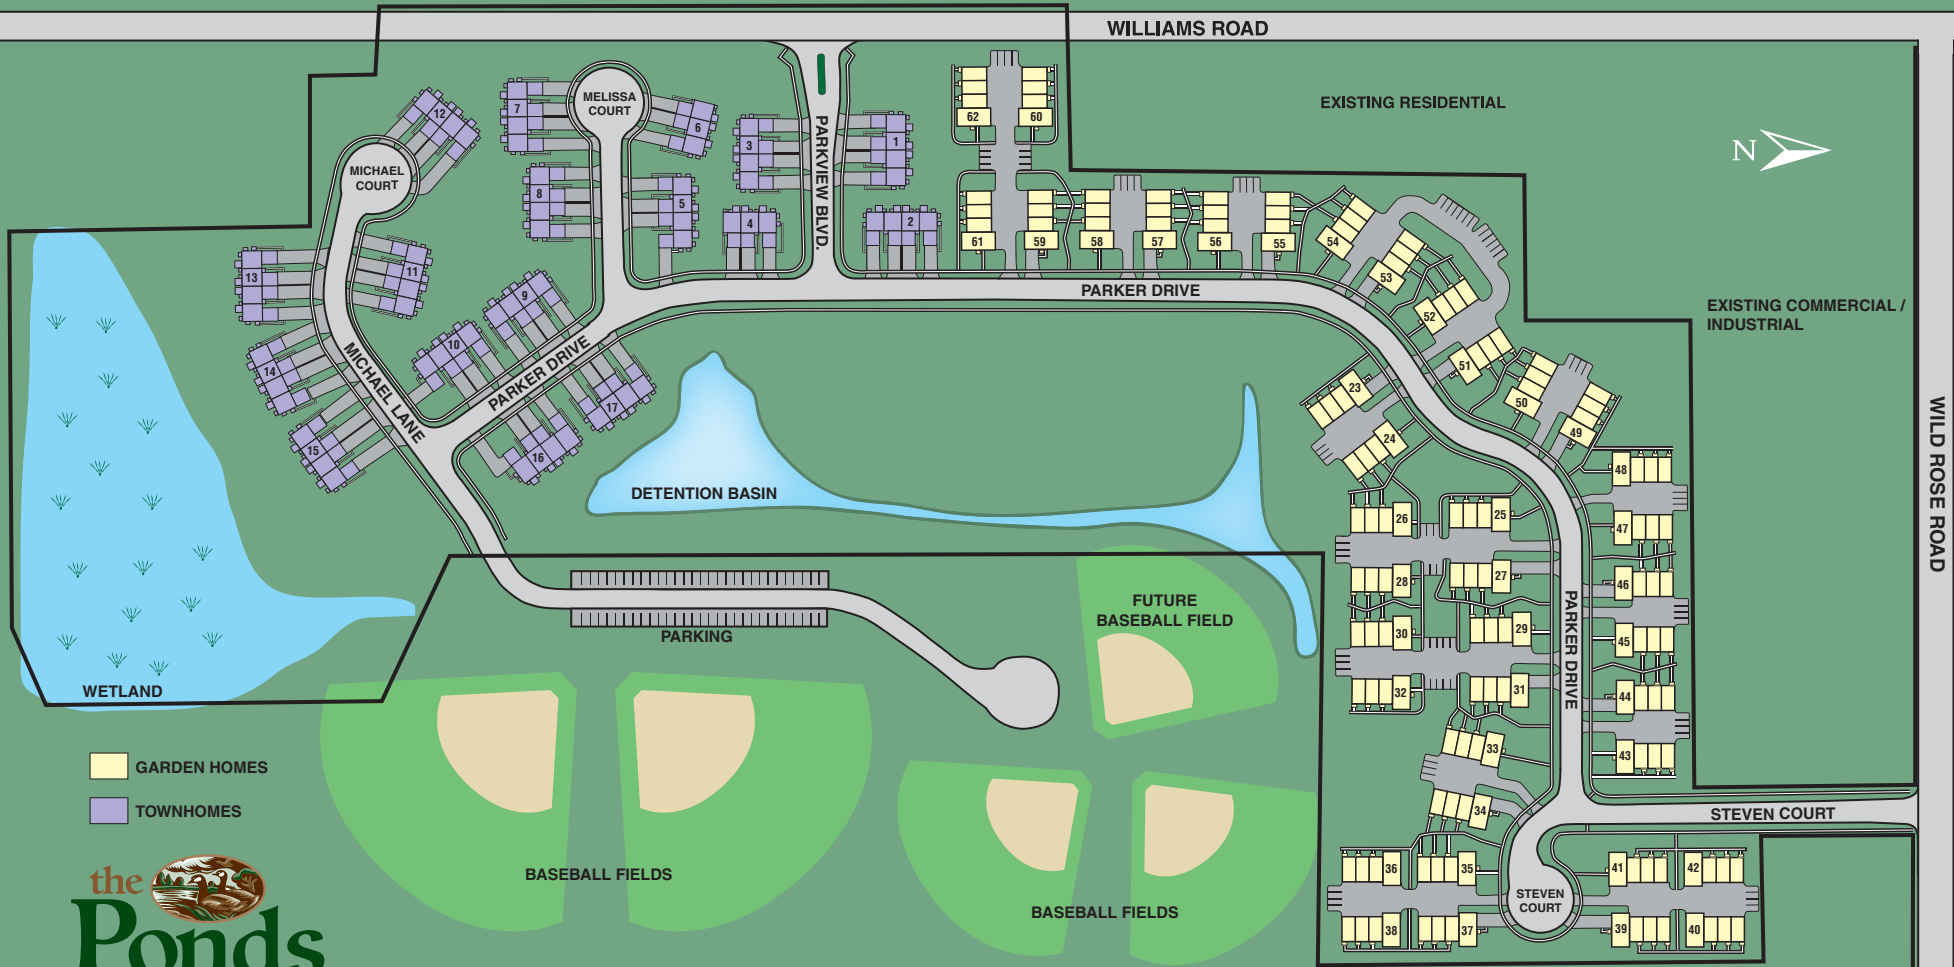 WILLIAMS ROAD
EXISTING RESIDENTIAL
N
EXISTING COMMERCIAL /
INDUSTRIAL
WILD ROSE ROAD
MELISSA
COURT
MICHAEL
COURT
PARKVIEW BLVD.
PARKER DRIVE
PARKER DRIVE
MICHAEL LANE
PARKER DRIVE
STEVEN COURT
STEVEN
COURT
DETENTION BASIN
WETLAND
PARKING
FUTURE
BASEBALL FIELD
BASEBALL FIELDS
BASEBALL FIELDS
1
2
3
4
5
6
7
8
9
10
11
12
13
14
15
16
17
23
24
25
26
27
28
29
30
31
32
33
34
35
36
37
38
39
40
41
42
43
44
45
46
47
48
49
50
51
52
53
54
55
56
57
58
59
60
61
62
GARDEN HOMES
TOWNHOMES
the
Ponds